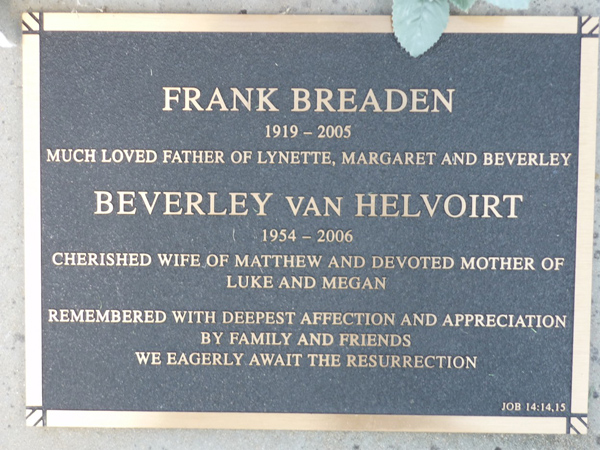 FRANK BREADEN
1919 – 2005
MUCH LOVED FATHER OF LYNETTE, MARGARET AND BEVERLEY
BEVERLEY VAN HELVOIRT
1954 – 2006
CHERISHED WIFE OF MATTHEW AND DEVOTED MOTHER OF
LUKE AND MEGAN
REMEMBERED WITH DEEPEST AFFECTION AND APPRECIATION
BY FAMILY AND FRIENDS
WE EAGERLY AWAIT THE RESURRECTION
JOB 14:14,15